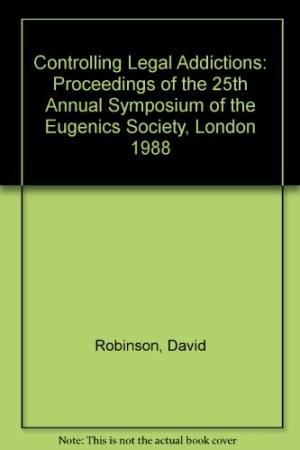 Controlling Legal Addictions:
Proceedings of the 25th
Annual Symposium of the
Eugenics Society, London
1988
Robinson, David
Note: This is not the actual book cover